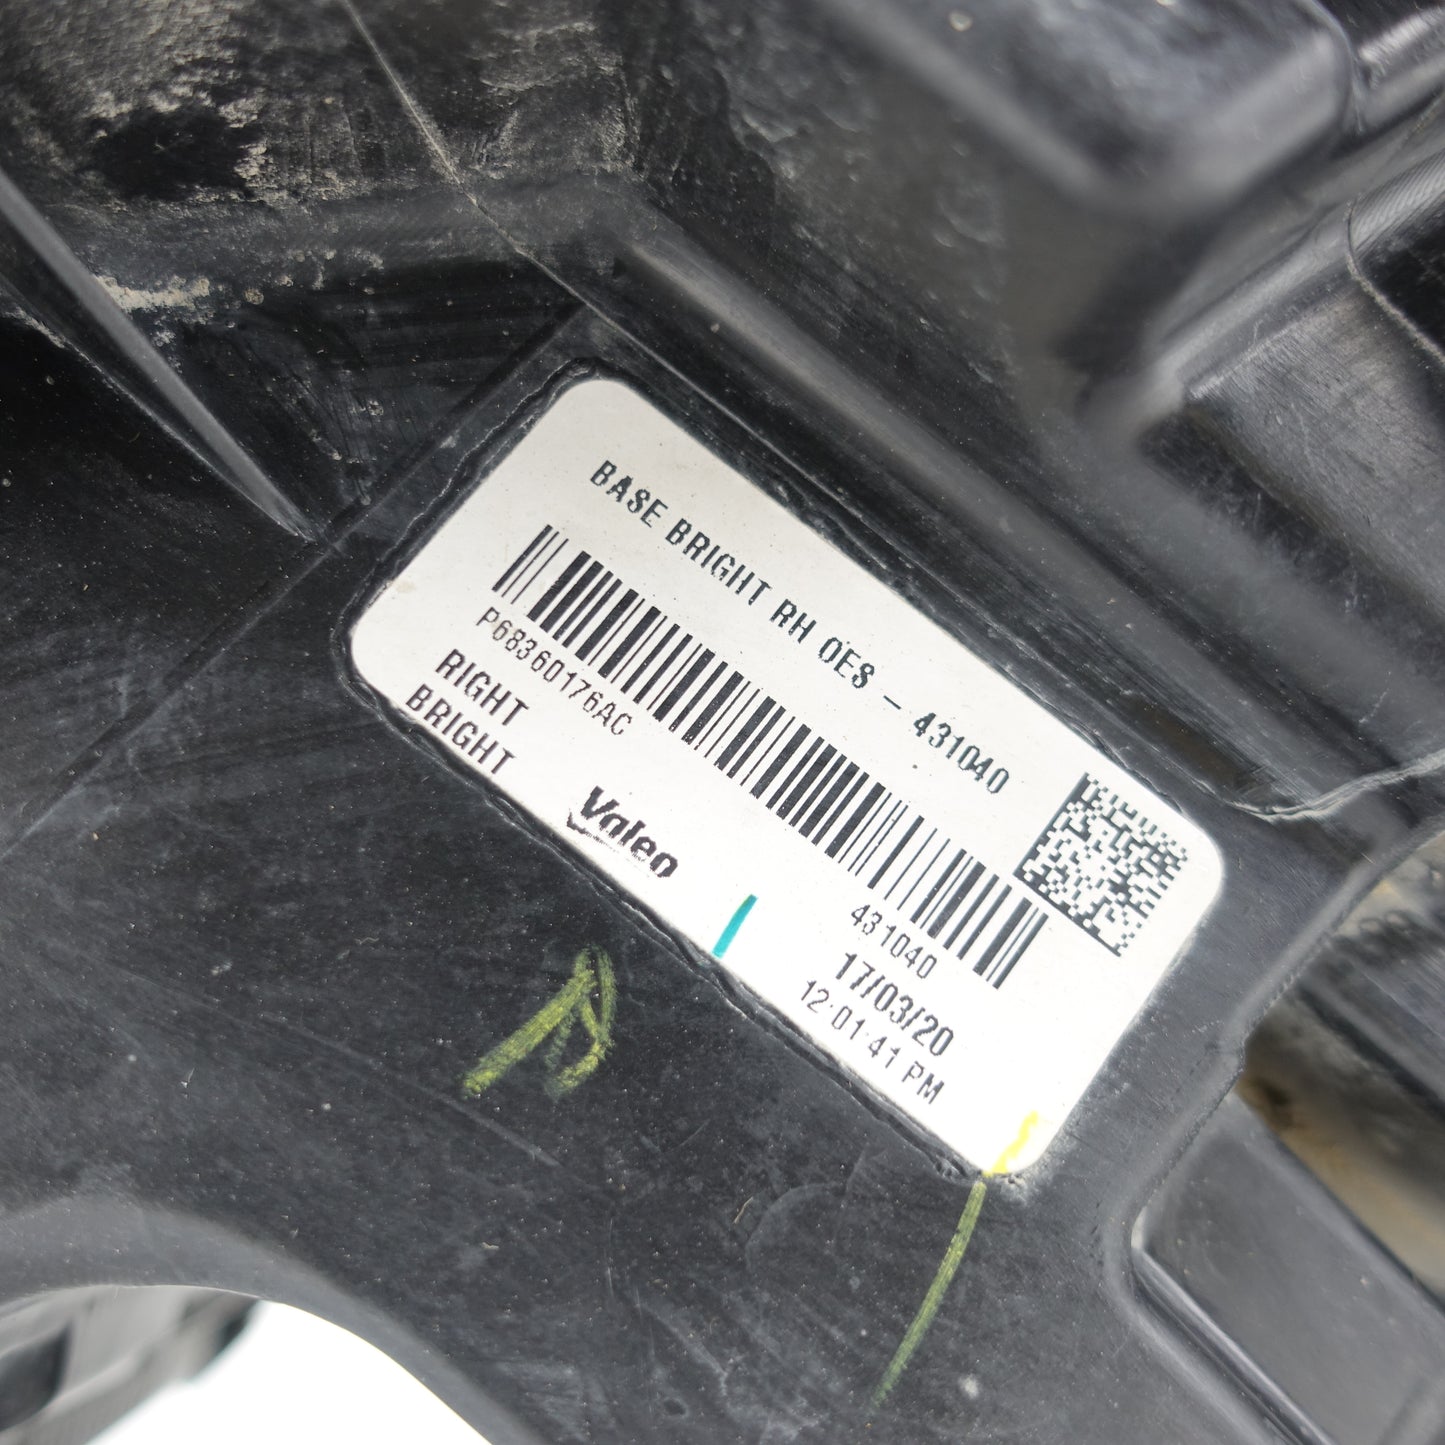 BASE BRIGHT RH OES - 431040
P68360176AC
431040
RIGHT
BRIGHT
Valeo
17/03/20
12:01:41 PM